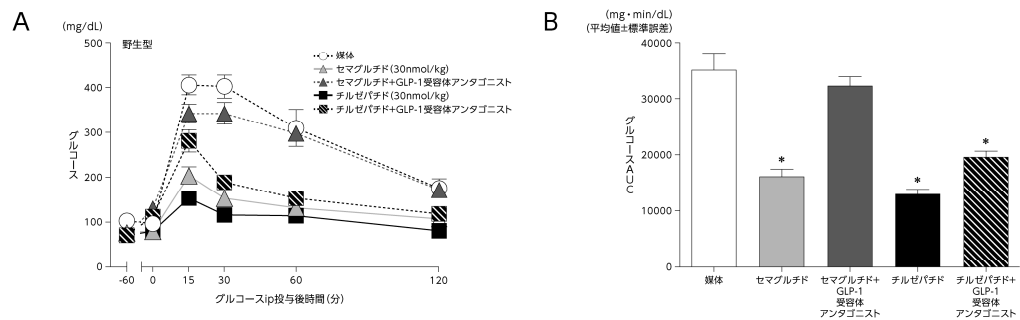 A
(mg/dL)
500
400
300
200
100
0
グルコース
野生型
媒体
セマグルチド(30nmol/kg)
セマグルチド+GLP-1受容体アンタゴニスト
チルゼパチド(30nmol/kg)
チルゼパチド+GLP-1受容体アンタゴニスト
-60
0
15
30
60
120
グルコースip投与後時間(分)
B
(mg・min/dL)
(平均値±標準誤差)
40000
30000
20000
10000
0
グルコースAUC
*
*
*
媒体
セマグルチド
セマグルチド+
GLP-1
受容体
アンタゴニスト
チルゼパチド
チルゼパチド+
GLP-1
受容体
アンタゴニスト